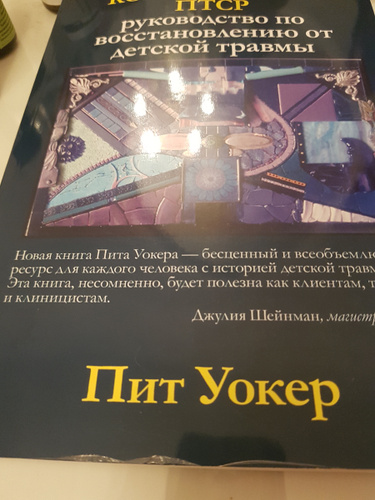 ПТСР
руководство по
восстановлению от
детской травмы
Новая книга Пита Уокера — бесценный и
ресурс для каждого человека с историей детской
Эта книга, несомненно, будет полезна как клиентам,
и клиницистам.
Джулия Шейнман,
Пит Уокер